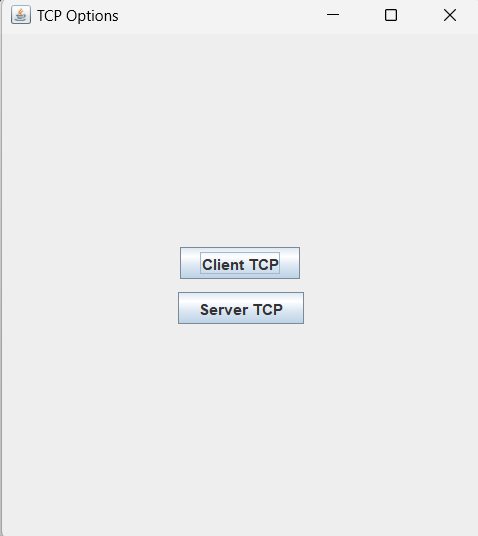 TCP Options
Client TCP
Server TCP